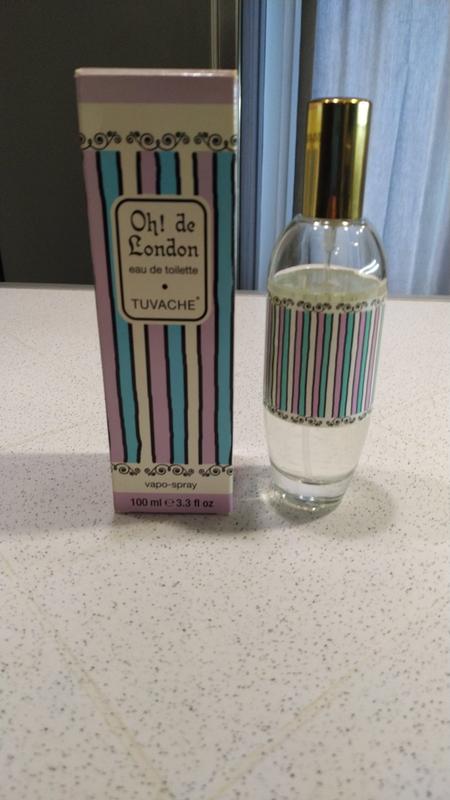 Oh! de
London
eau de toilette
•
TUVACHE®
vapo-spray
100 ml ℮ 3.3 fl oz